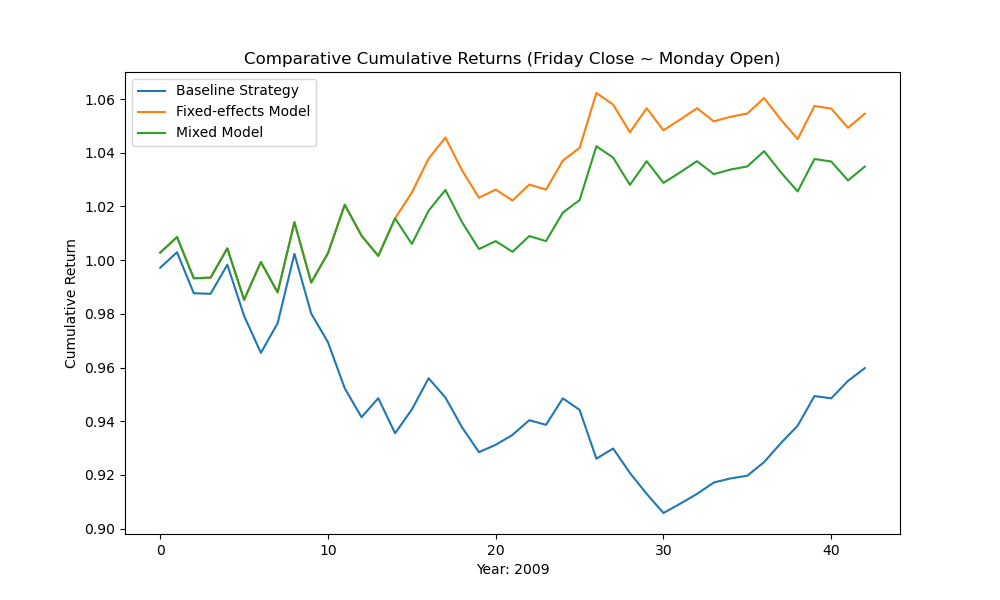 Comparative Cumulative Returns (Friday Close ~ Monday Open)
Baseline Strategy
Fixed-effects Model
Mixed Model
Cumulative Return
1.06
1.04
1.02
1.00
0.98
0.96
0.94
0.92
0.90
0 10 20 30 40
Year: 2009